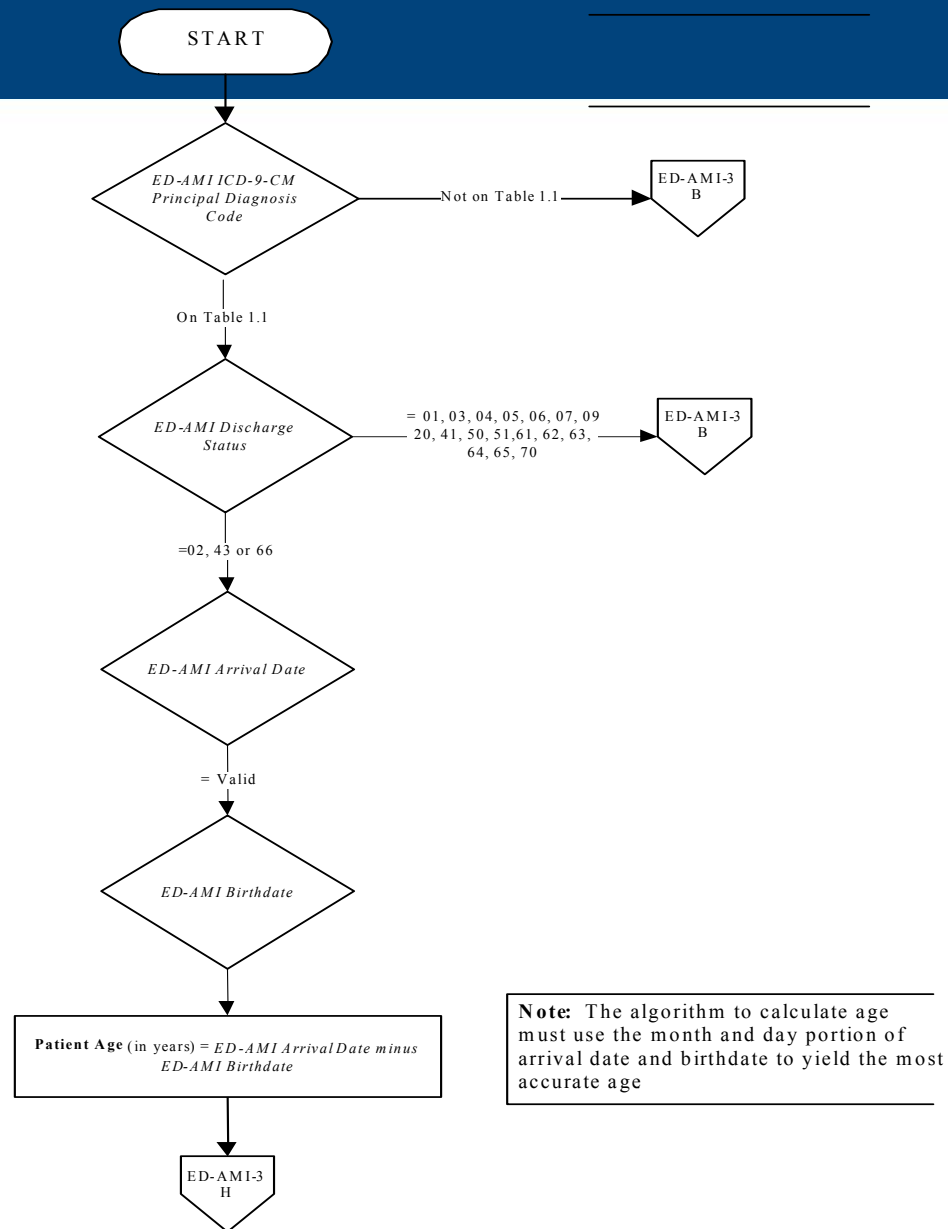 START
ED-AMI ICD-9-CM
Principal Diagnosis
Code
Not on Table 1.1
ED-AMI-3
B
On Table 1.1
ED-AMI Discharge
Status
= 01, 03, 04, 05, 06, 07, 09
20, 41, 50, 51,61, 62, 63,
64, 65, 70
ED-AMI-3
B
=02, 43 or 66
ED-AMI Arrival Date
= Valid
ED-AMI Birthdate
Patient Age (in years) = ED-AMI Arrival Date minus
ED-AMI Birthdate
Note: The algorithm to calculate age
must use the month and day portion of
arrival date and birthdate to yield the most
accurate age
ED-AMI-3
H